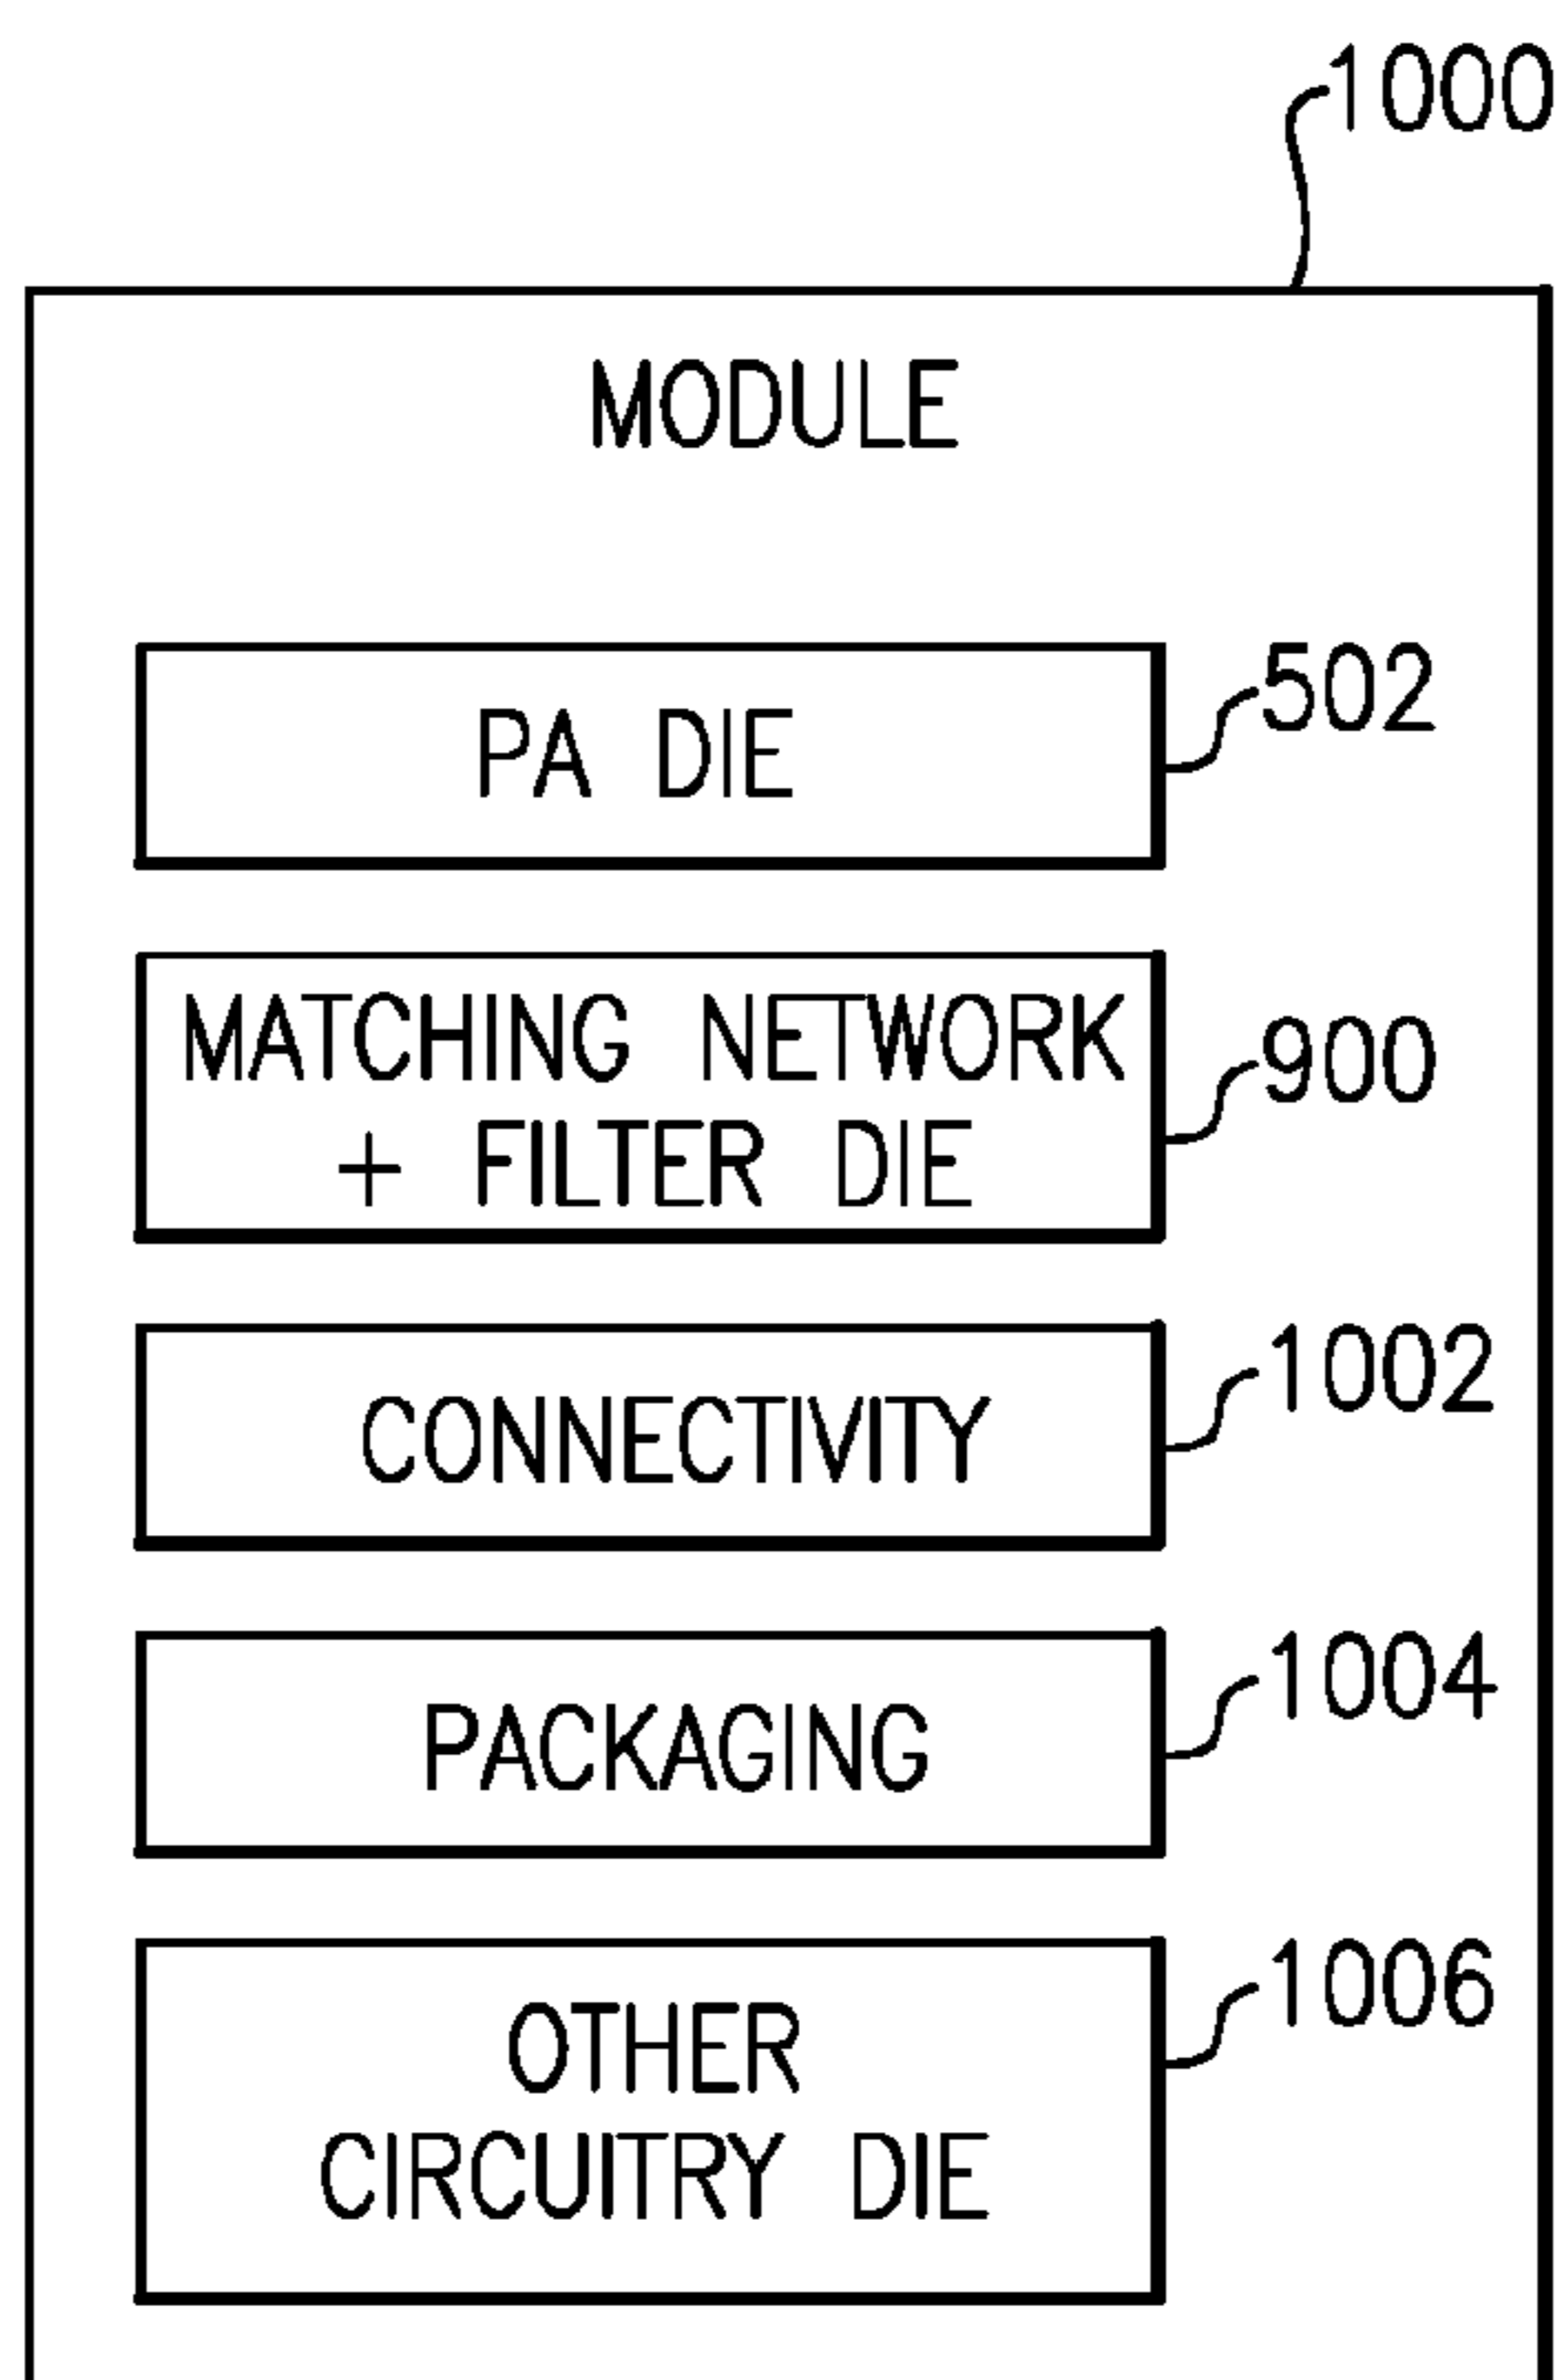 1000
MODULE
PA DIE
502
MATCHING NETWORK
+ FILTER DIE
900
CONNECTIVITY
1002
PACKAGING
1004
OTHER
CIRCUITRY DIE
1006